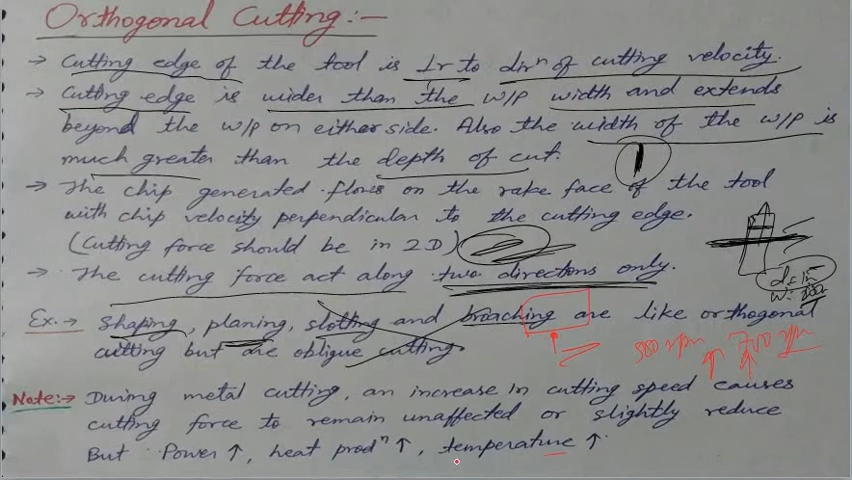 Orthogonal Cutting:-
→ Cutting edge of the tool is ⊥r to dirⁿ of cutting velocity.
→ Cutting edge is wider than the W/P width and extends
beyond the W/P on either side. Also the width of the W/P is
much greater than the depth of cut.
→ The chip generated flows on the rake face of the tool
with chip velocity perpendicular to the cutting edge.
(Cutting force should be in 2D)
→ The cutting force act along two directions only.
Ex:→ Shaping, planing, slotting and broaching are like orthogonal
cutting but are oblique cutting.
500 rpm ↑ 700 rpm ↑
Note:→ During metal cutting, an increase in cutting speed causes
cutting force to remain unaffected or slightly reduce
But Power ↑, heat prodⁿ ↑, temperature ↑.